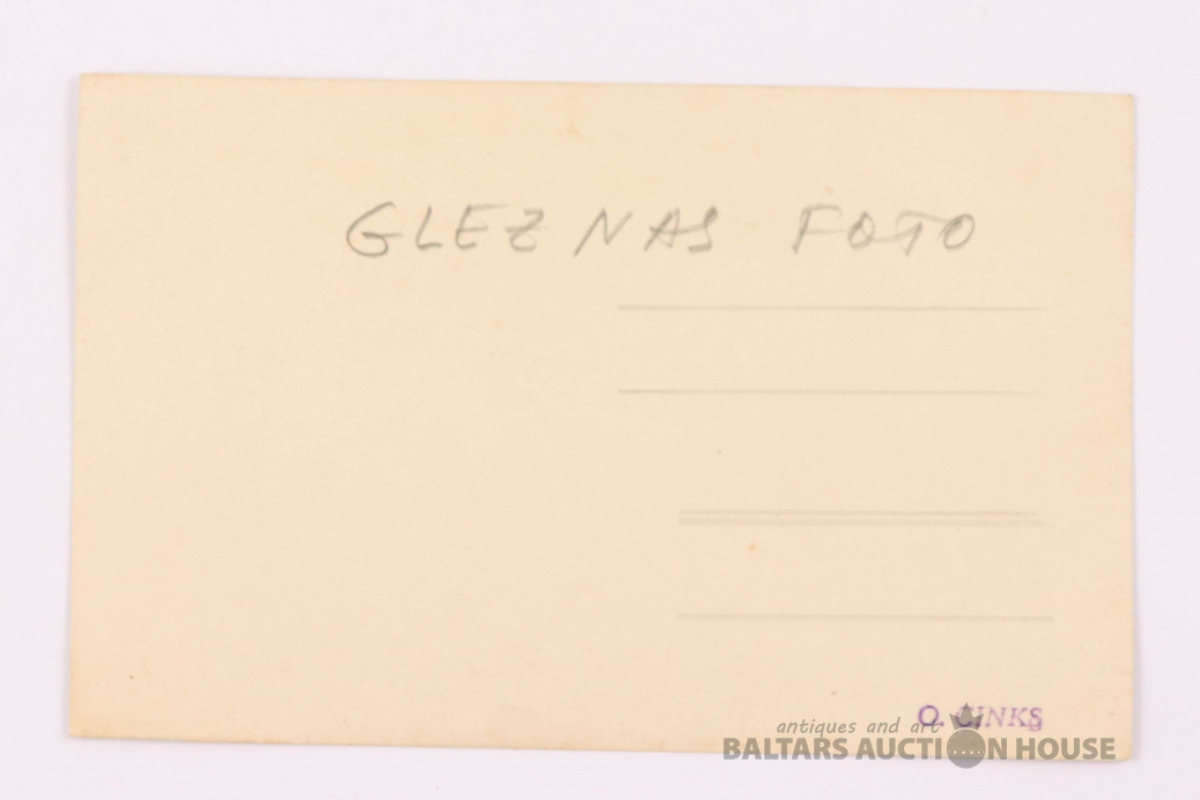 GLEZNAS FOTO
antiques and art
BALTARS AUCTION HOUSE